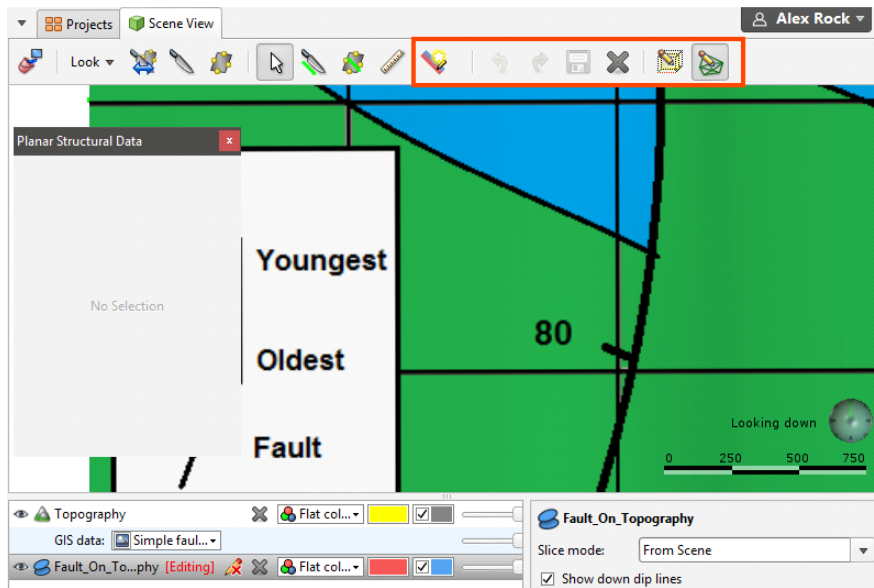 Projects Scene View Alex Rock
Look
Planar Structural Data x
No Selection
Youngest
Oldest
Fault
80
Looking down
0 250 500 750
Topography Flat col...
GIS data: Simple faul...
Fault_On_To...phy [Editing] Flat col...
Fault_On_Topography
Slice mode: From Scene
Show down dip lines